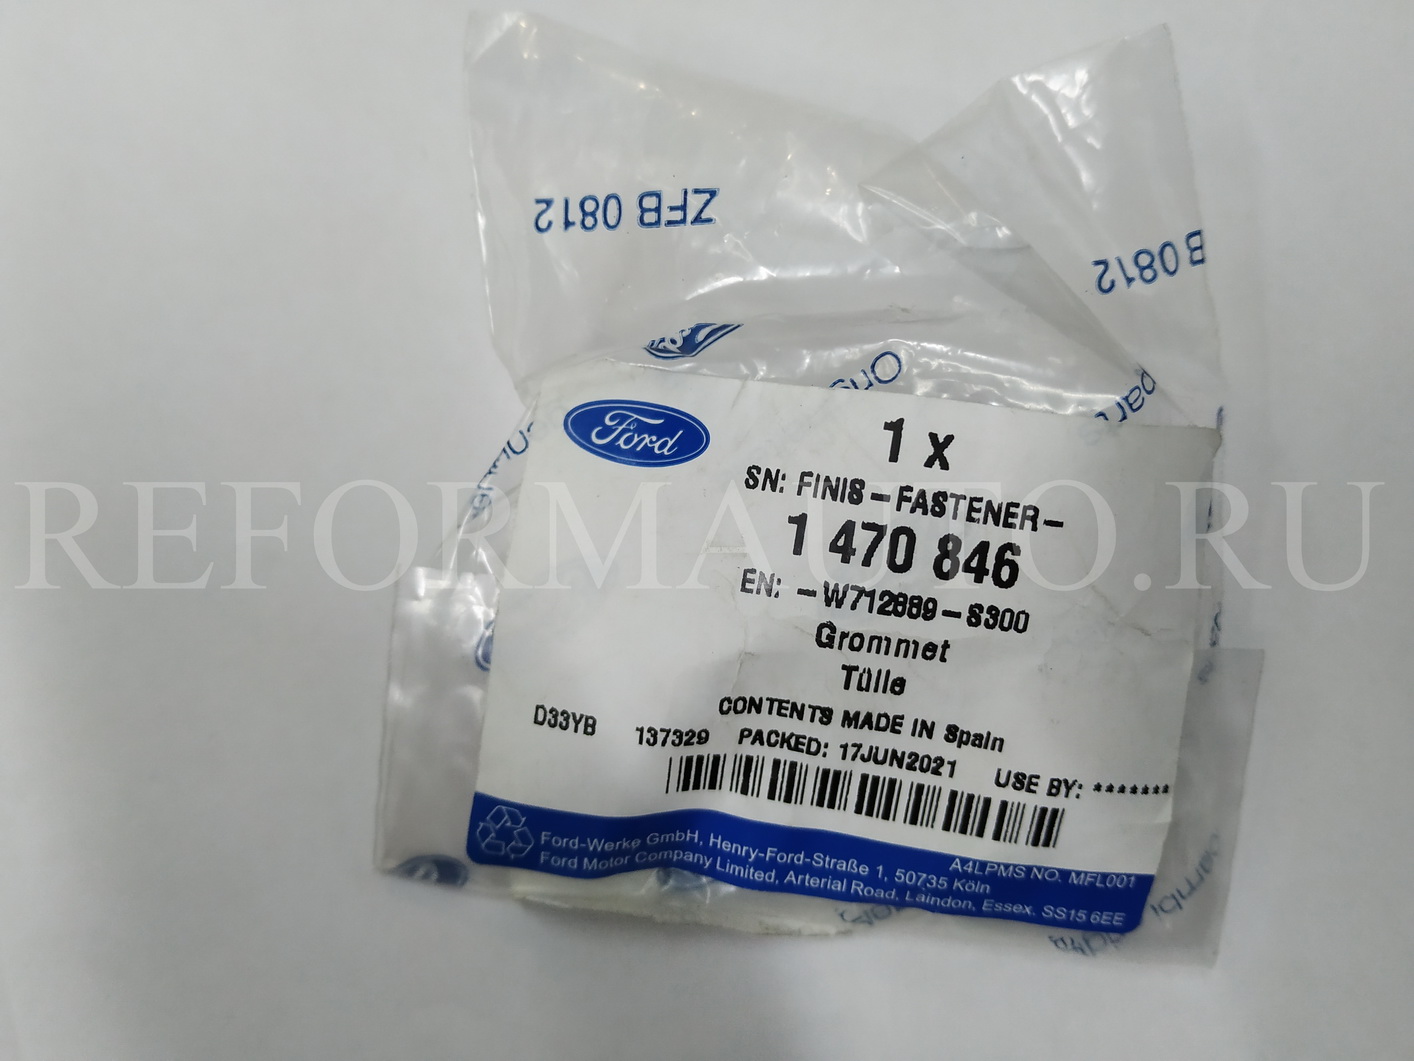 ZFB 0812
B 0812
Ford
1 x
SN: FINIS-FASTENER-
1 470 846
EN: -W712889-S300
Grommet
Tülle
CONTENTS MADE IN Spain
D33YB 137329 PACKED: 17JUN2021 USE BY: *******
A4LPMS NO. MFL001
Ford-Werke GmbH, Henry-Ford-Straße 1, 50735 Köln
Ford Motor Company Limited, Arterial Road, Laindon, Essex. SS15 6EE
REFORMAUTO.RU